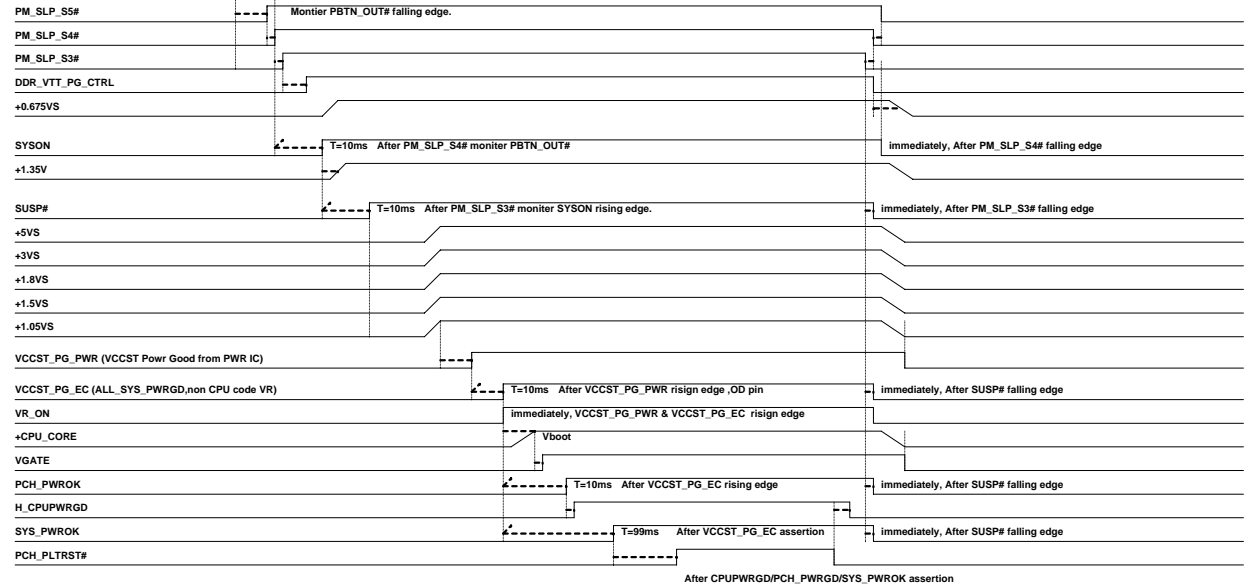 PM_SLP_S5# Montier PBTN_OUT# falling edge.
PM_SLP_S4#
PM_SLP_S3#
DDR_VTT_PG_CTRL
+0.675VS
SYSON T=10ms After PM_SLP_S4# moniter PBTN_OUT# immediately, After PM_SLP_S4# falling edge
+1.35V
SUSP# T=10ms After PM_SLP_S3# moniter SYSON rising edge. immediately, After PM_SLP_S3# falling edge
+5VS
+3VS
+1.8VS
+1.5VS
+1.05VS
VCCST_PG_PWR (VCCST Powr Good from PWR IC)
VCCST_PG_EC (ALL_SYS_PWRGD,non CPU code VR) T=10ms After VCCST_PG_PWR risign edge ,OD pin immediately, After SUSP# falling edge
VR_ON immediately, VCCST_PG_PWR & VCCST_PG_EC risign edge
+CPU_CORE Vboot
VGATE
PCH_PWROK T=10ms After VCCST_PG_EC rising edge immediately, After SUSP# falling edge
H_CPUPWRGD
SYS_PWROK T=99ms After VCCST_PG_EC assertion immediately, After SUSP# falling edge
PCH_PLTRST#
After CPUPWRGD/PCH_PWRGD/SYS_PWROK assertion